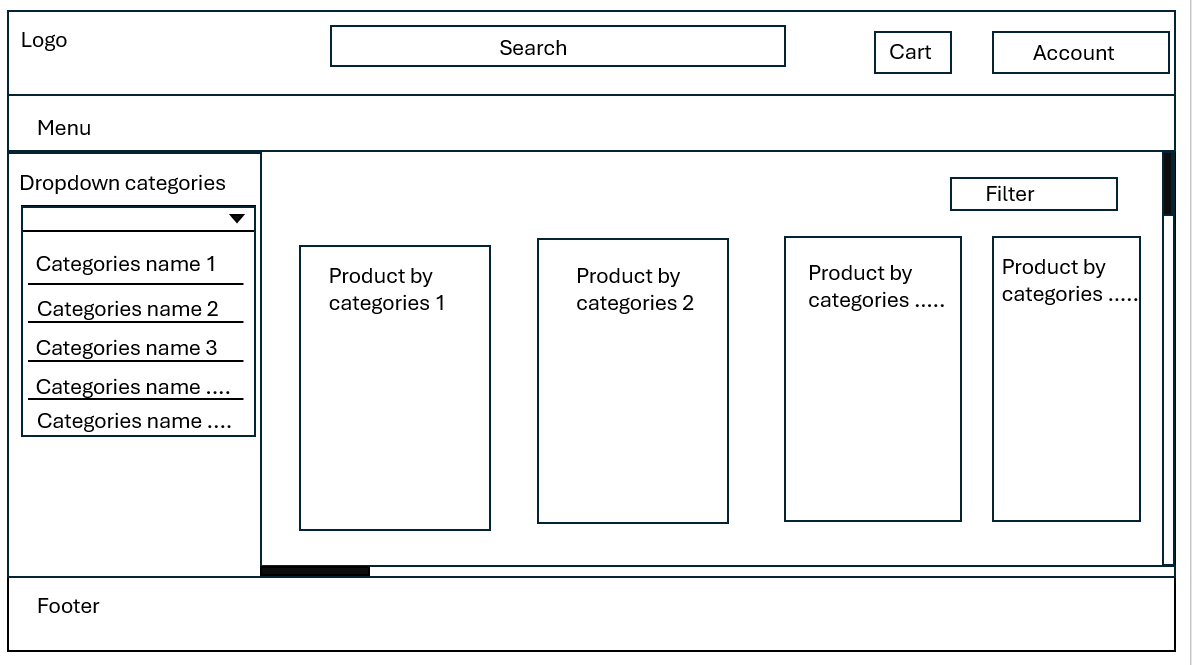 Logo
Search
Cart
Account
Menu
Dropdown categories
Categories name 1
Categories name 2
Categories name 3
Categories name ....
Categories name ....
Filter
Product by
categories 1
Product by
categories 2
Product by
categories .....
Product by
categories .....
Footer